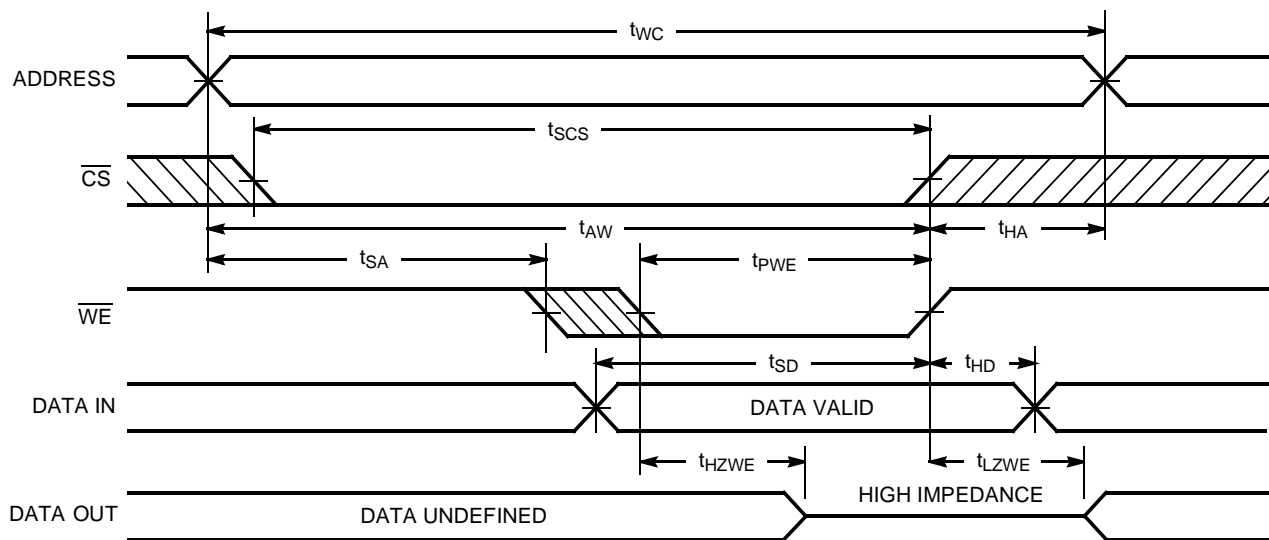 tWC
ADDRESS
tSCS
CS
tAW
tHA
tSA
tPWE
WE
tSD
tHD
DATA IN
DATA VALID
tHZWE
tLZWE
HIGH IMPEDANCE
DATA OUT
DATA UNDEFINED